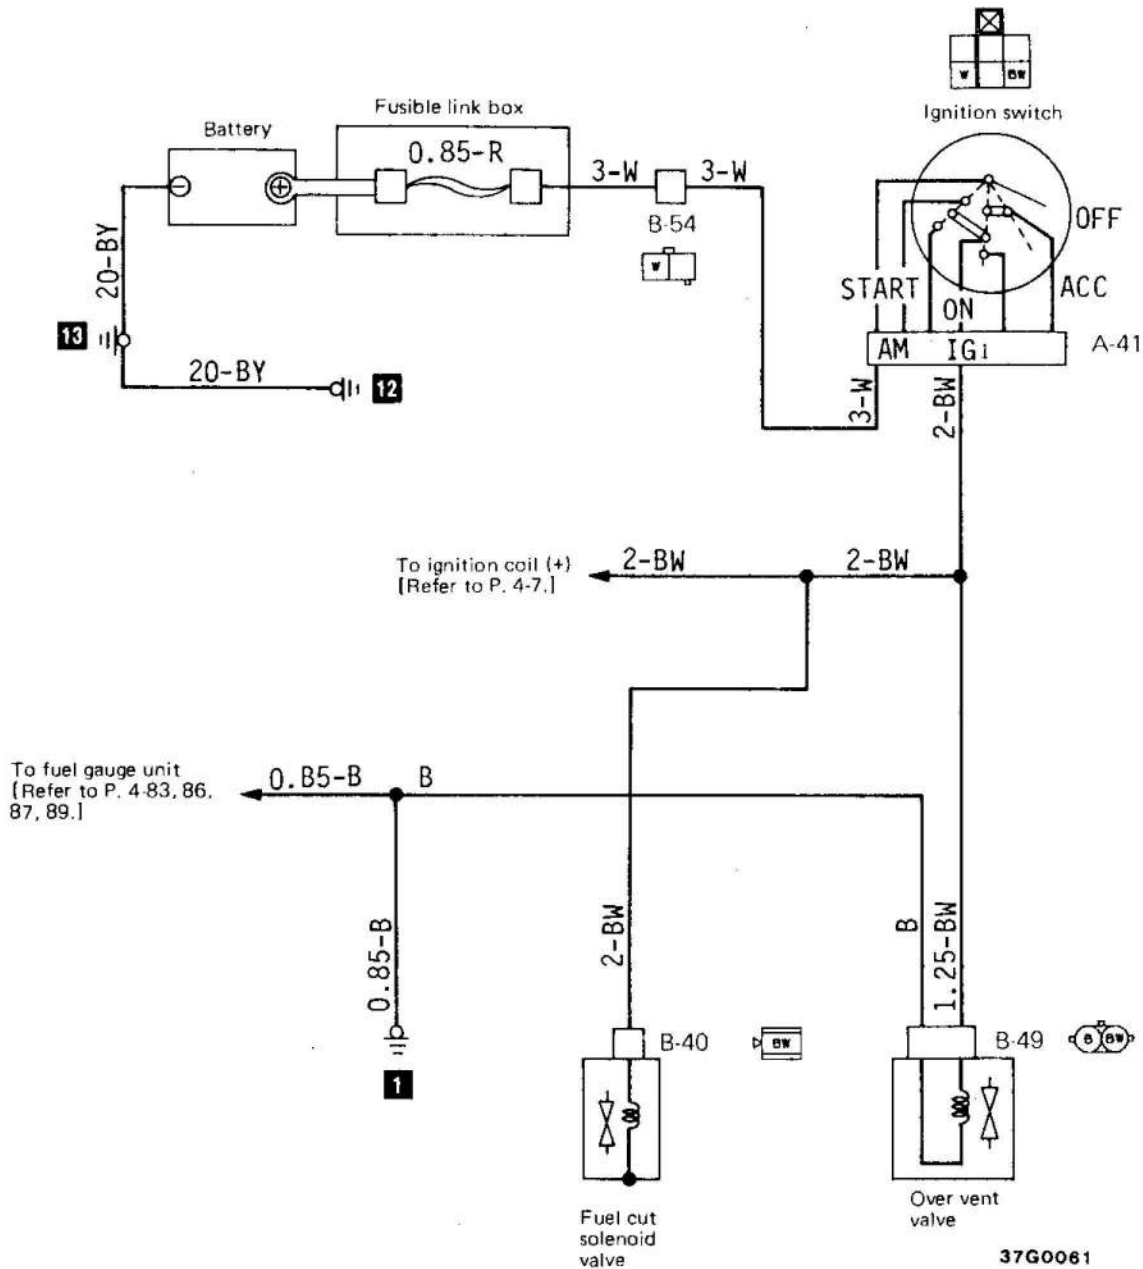 W
BW
Ignition switch
Fusible link box
Battery
0.85-R
3-W
3-W
B-54
W
OFF
START
ACC
ON
20-BY
13
AM IGi
A-41
20-BY
12
3-W
2-BW
To ignition coil (+)
[Refer to P. 4-7.]
2-BW
2-BW
To fuel gauge unit
[Refer to P. 4-83, 86,
87, 89.]
0.B5-B
B
0.85-B
2-BW
B
1.25-BW
1
B-40
BW
B-49
B
BW
Fuel cut
solenoid
valve
Over vent
valve
37G0061